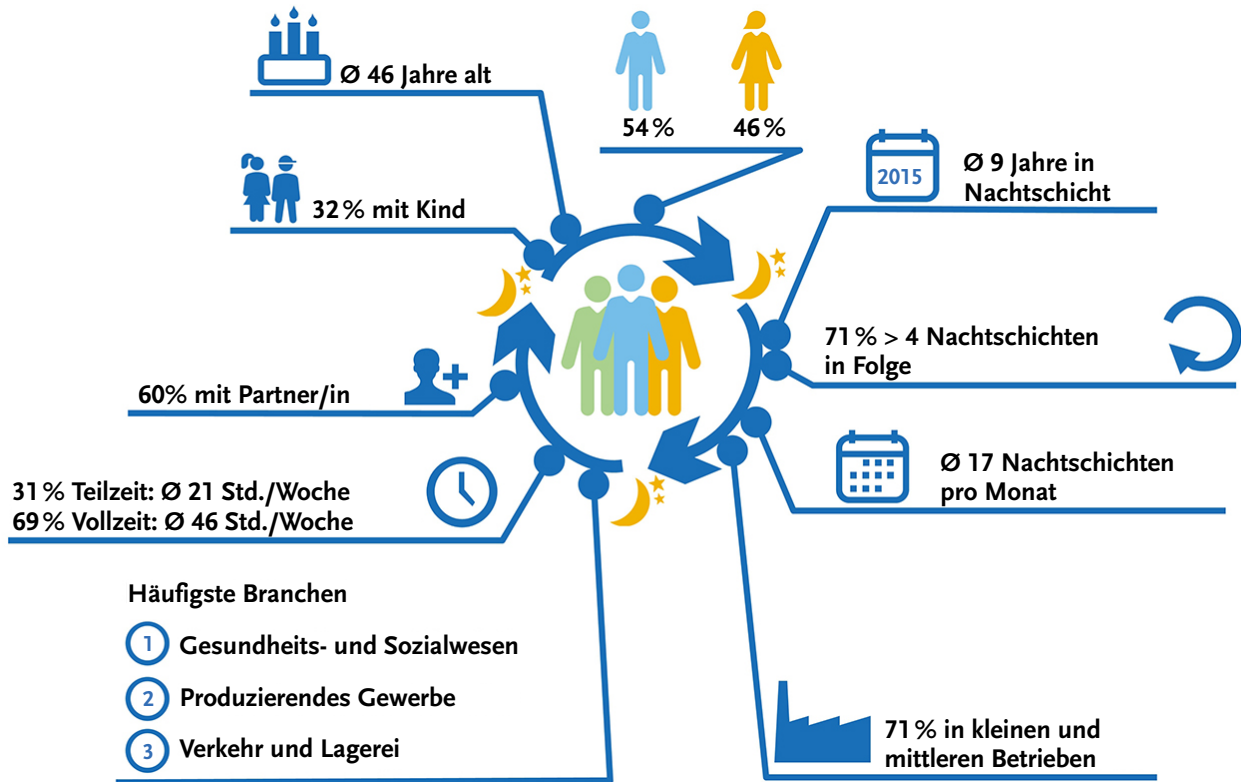 Ø 46 Jahre alt
54 %
46 %
2015
Ø 9 Jahre in
Nachtschicht
32 % mit Kind
71 % > 4 Nachtschichten
in Folge
60% mit Partner/in
Ø 17 Nachtschichten
pro Monat
31 % Teilzeit: Ø 21 Std./Woche
69 % Vollzeit: Ø 46 Std./Woche
Häufigste Branchen
1 Gesundheits- und Sozialwesen
2 Produzierendes Gewerbe
3 Verkehr und Lagerei
71 % in kleinen und
mittleren Betrieben